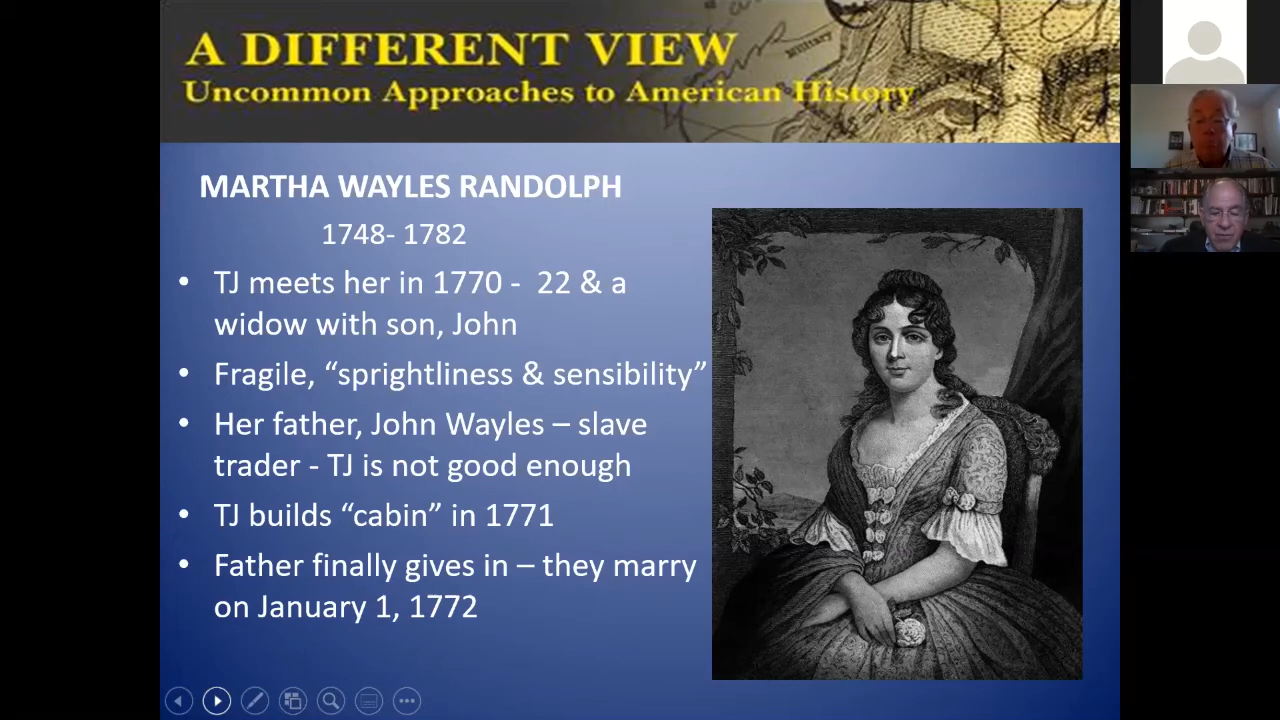 A DIFFERENT VIEW
Military
Uncommon Approaches to American History
MARTHA WAYLES RANDOLPH
1748- 1782
• TJ meets her in 1770 - 22 & a
widow with son, John
• Fragile, “sprightliness & sensibility”
• Her father, John Wayles – slave
trader - TJ is not good enough
• TJ builds “cabin” in 1771
• Father finally gives in – they marry
on January 1, 1772